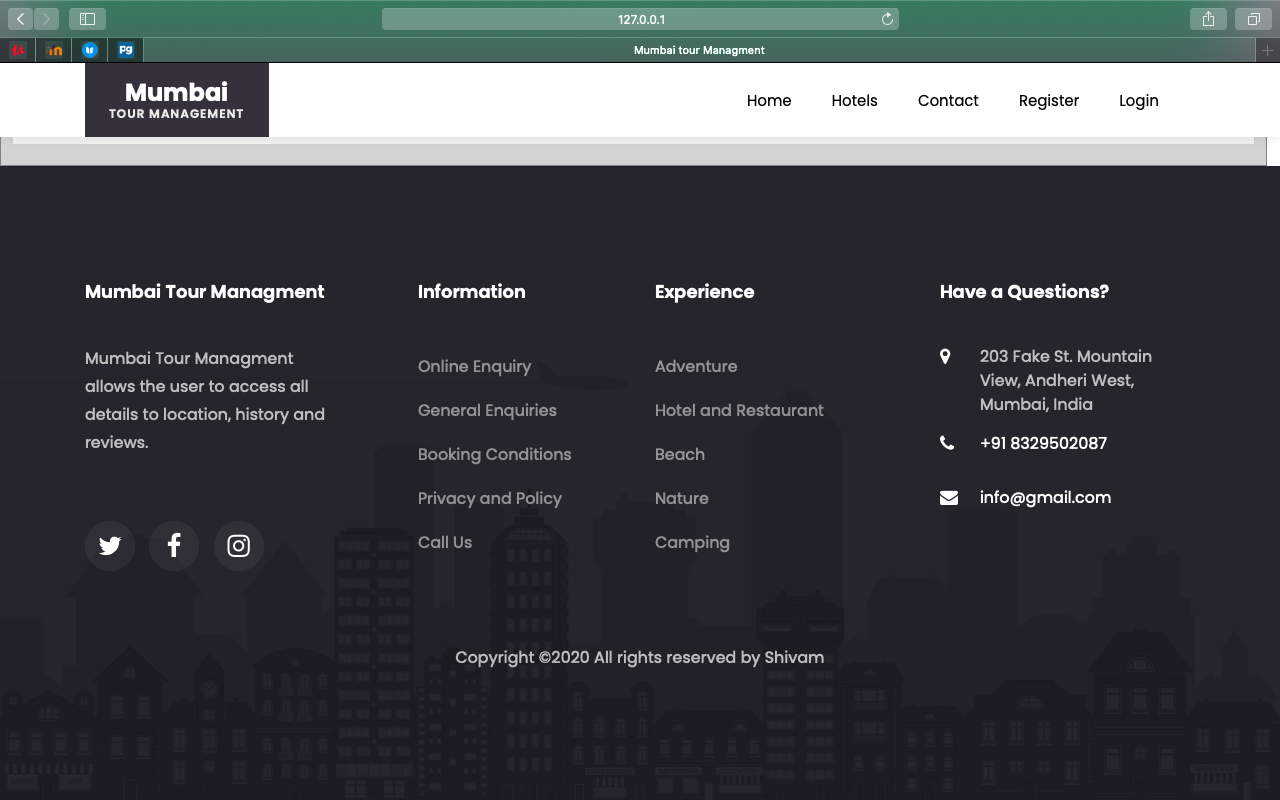 127.0.0.1
in
pg
Mumbai tour Managment
Mumbai
TOUR MANAGEMENT
Home
Hotels
Contact
Register
Login
Mumbai Tour Managment
Mumbai Tour Managment
allows the user to access all
details to location, history and
reviews.
Information
Online Enquiry
General Enquiries
Booking Conditions
Privacy and Policy
Call Us
Experience
Adventure
Hotel and Restaurant
Beach
Nature
Camping
Have a Questions?
203 Fake St. Mountain
View, Andheri West,
Mumbai, India
+91 8329502087
info@gmail.com
Copyright ©2020 All rights reserved by Shivam